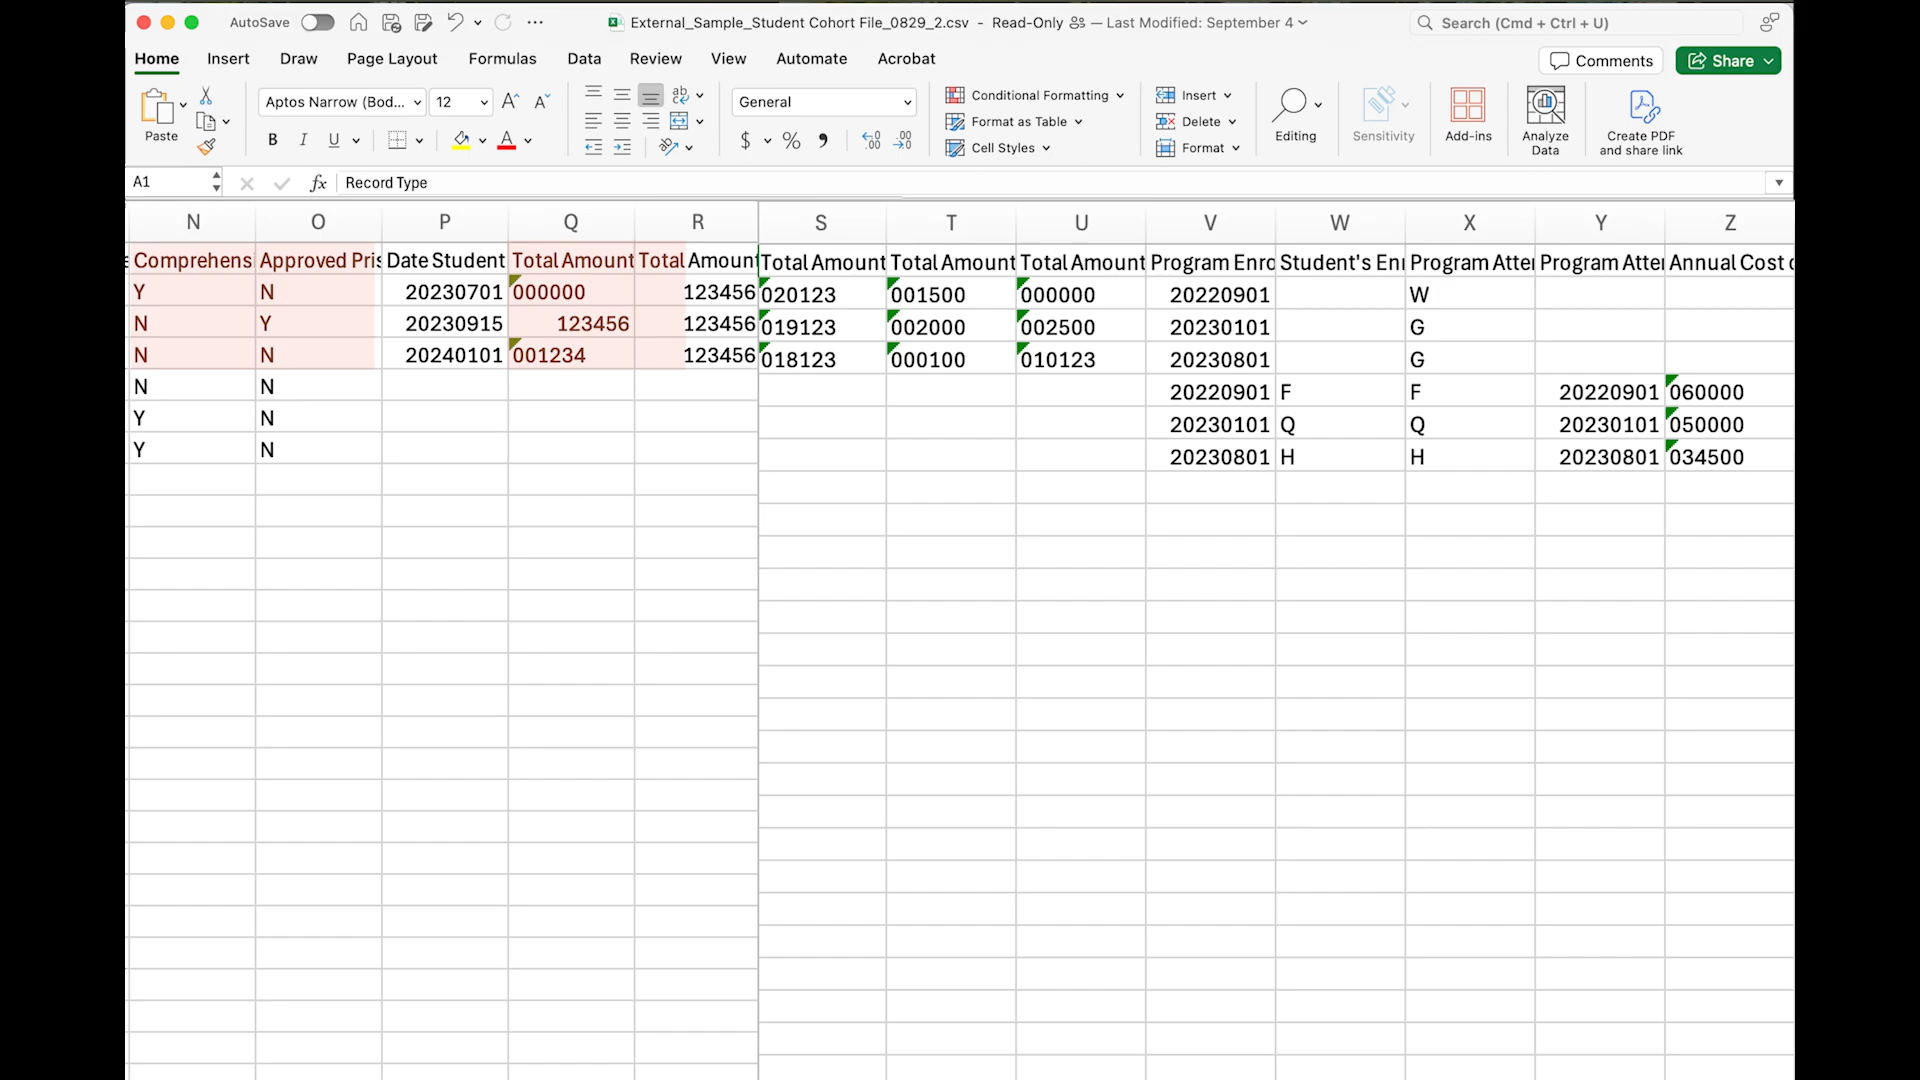 AutoSave External_Sample_Student Cohort File_0829_2.csv - Read-Only — Last Modified: September 4 Search (Cmd + Ctrl + U)
Home Insert Draw Page Layout Formulas Data Review View Automate Acrobat Comments Share
Paste Aptos Narrow (Bod... 12 General Conditional Formatting Insert
B I U $ % Format as Table Delete Editing Sensitivity Add-ins Analyze Data Create PDF and share link
Cell Styles Format
A1 fx Record Type
N O P Q R S T U V W X Y Z
Comprehens Approved Pris Date Student Total Amount Total Amount Total Amount Total Amount Total Amount Program Enro Student's Enr Program Atte Program Atte Annual Cost
Y N 20230701 000000 123456 020123 001500 000000 20220901 W
N Y 20230915 123456 123456 019123 002000 002500 20230101 G
N N 20240101 001234 123456 018123 000100 010123 20230801 G
N N 20220901 F F 20220901 060000
Y N 20230101 Q Q 20230101 050000
Y N 20230801 H H 20230801 034500